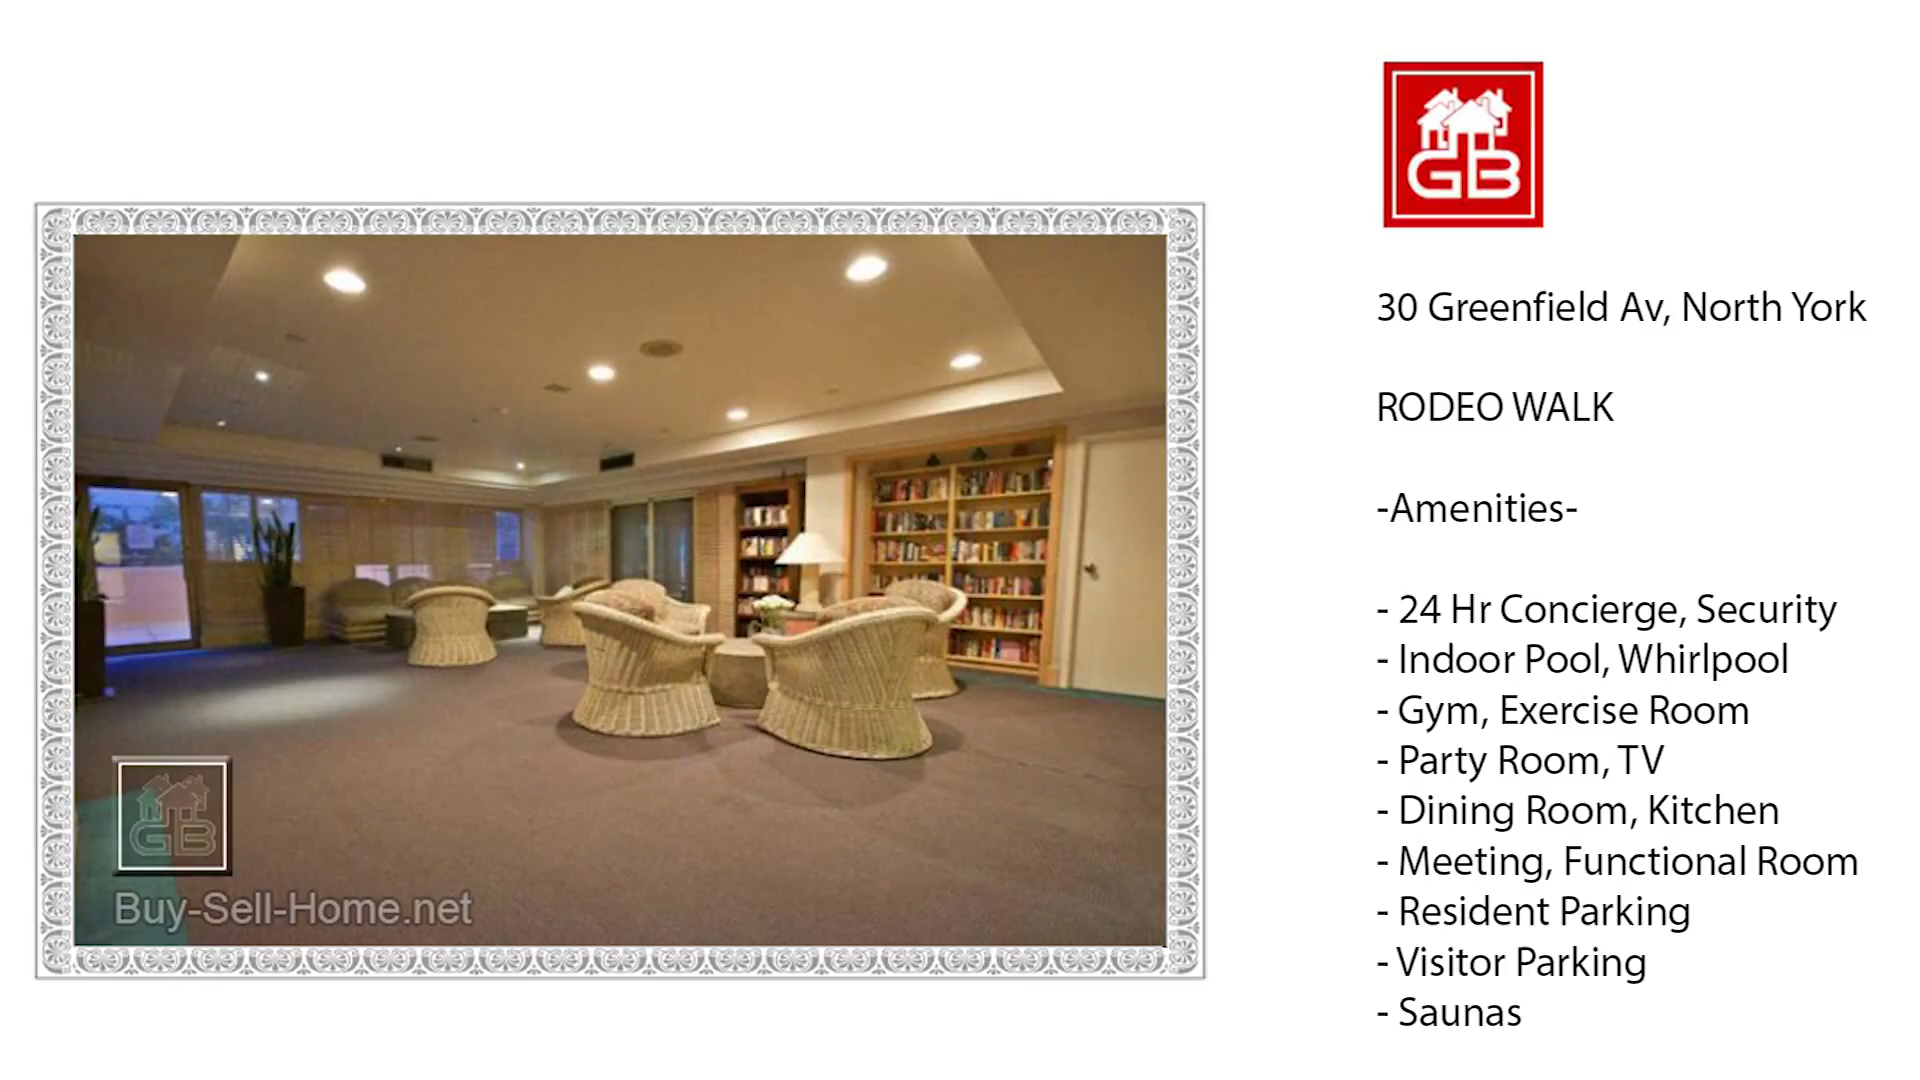 GB
30 Greenfield Av, North York
RODEO WALK
-Amenities-
- 24 Hr Concierge, Security
- Indoor Pool, Whirlpool
- Gym, Exercise Room
- Party Room, TV
- Dining Room, Kitchen
- Meeting, Functional Room
- Resident Parking
- Visitor Parking
- Saunas
GB
Buy-Sell-Home.net